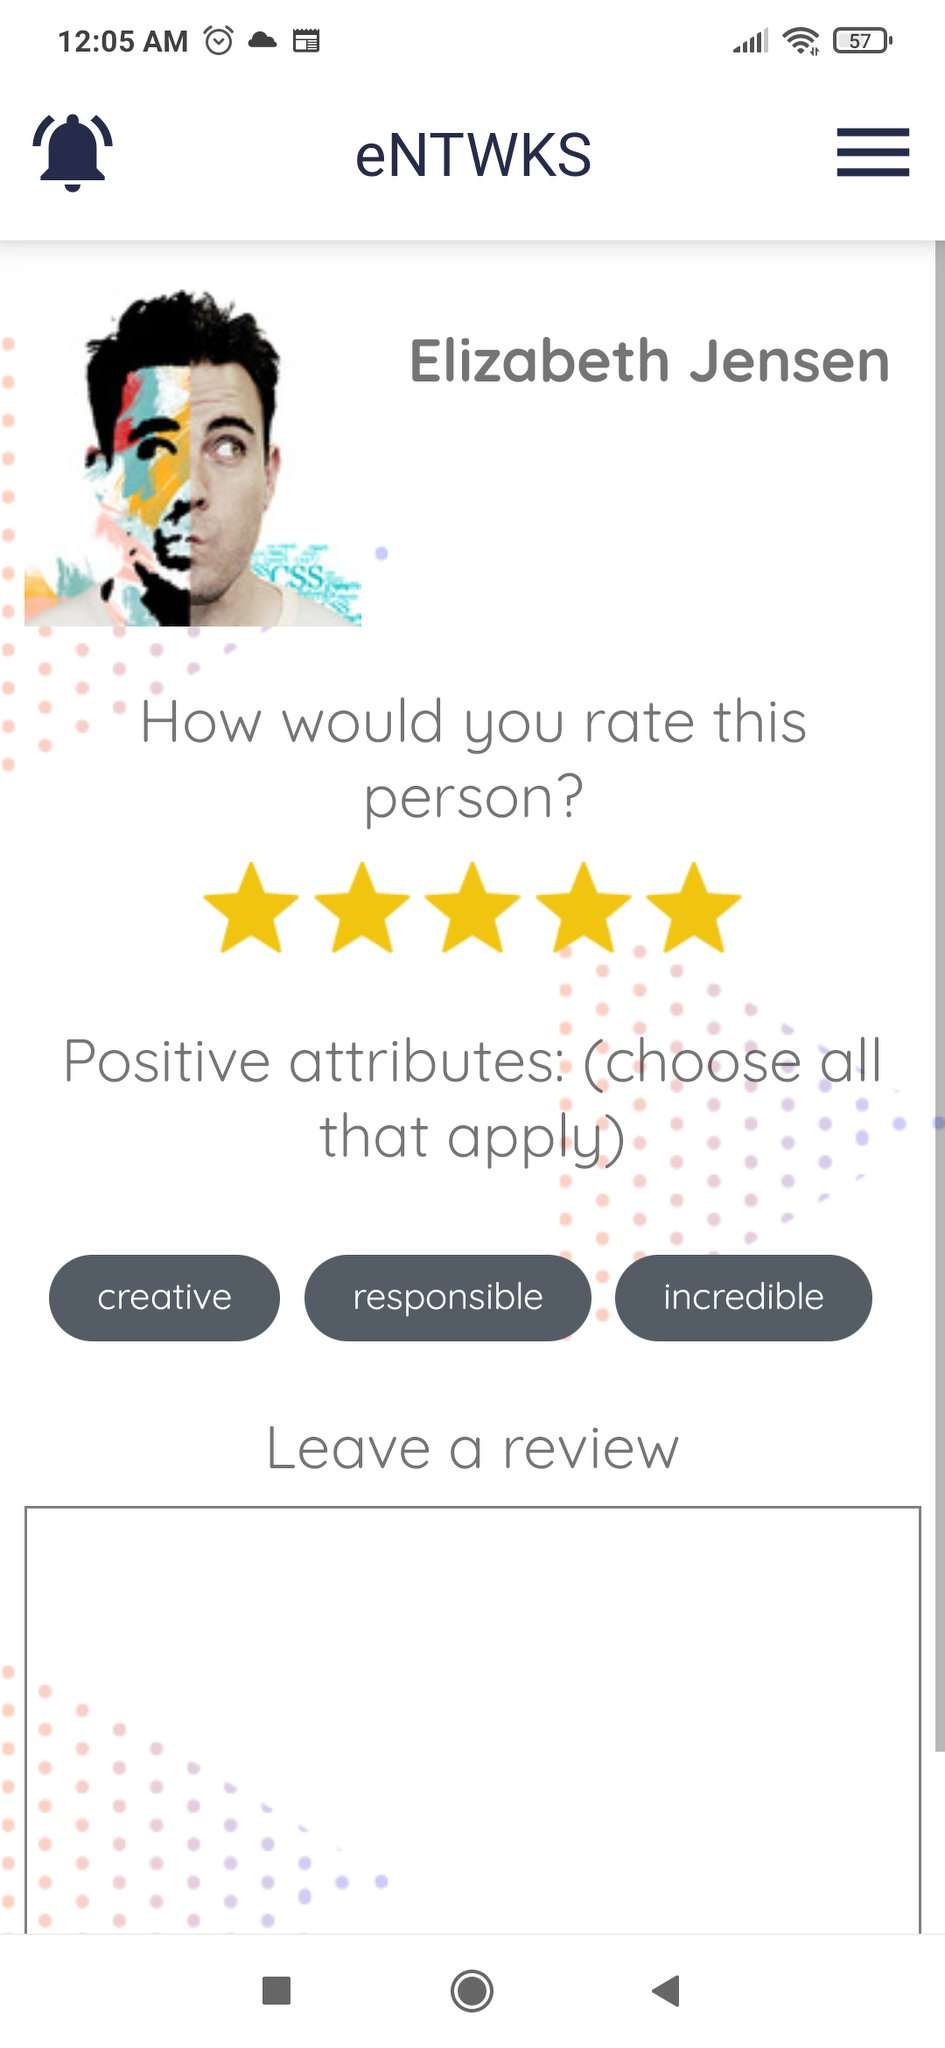 12:05 AM
57
eNTWKS
Elizabeth Jensen
CSS
How would you rate this
person?
Positive attributes: (choose all
that apply)
creative
responsible
incredible
Leave a review